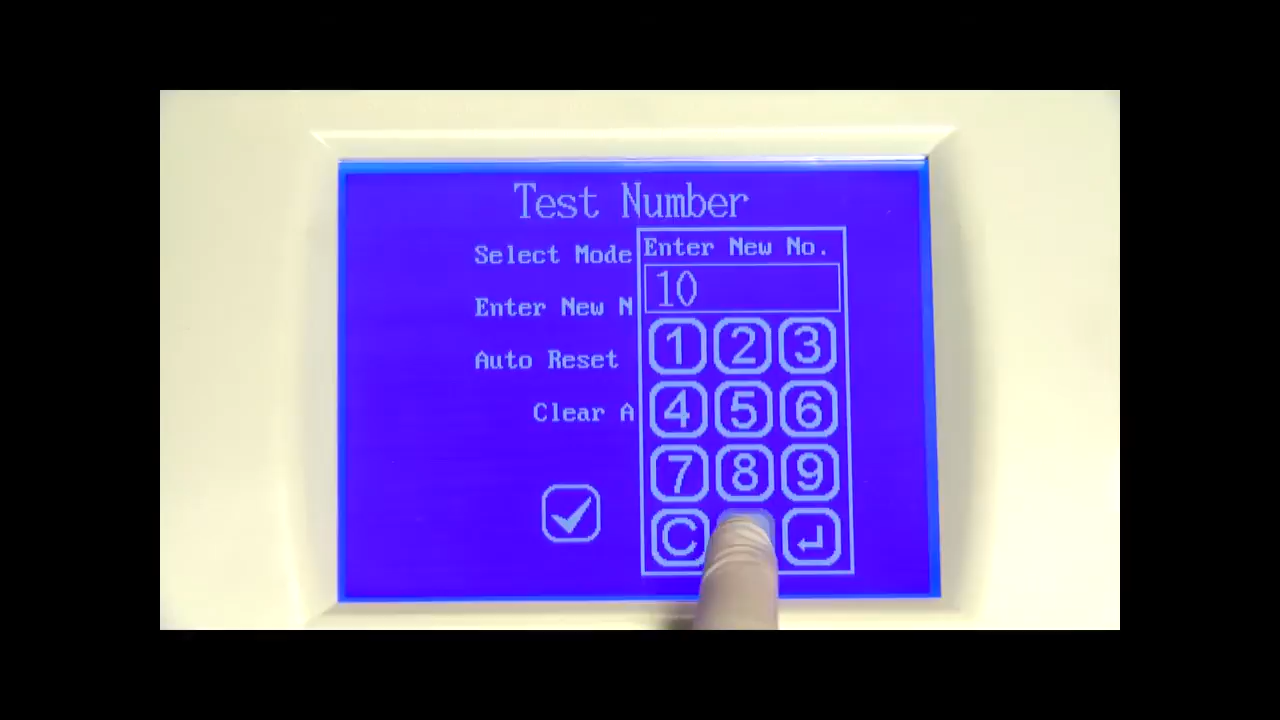 Test Number
Select Mode
Enter New N
Auto Reset
Clear A
Enter New No.
10
1 2 3
4 5 6
7 8 9
C